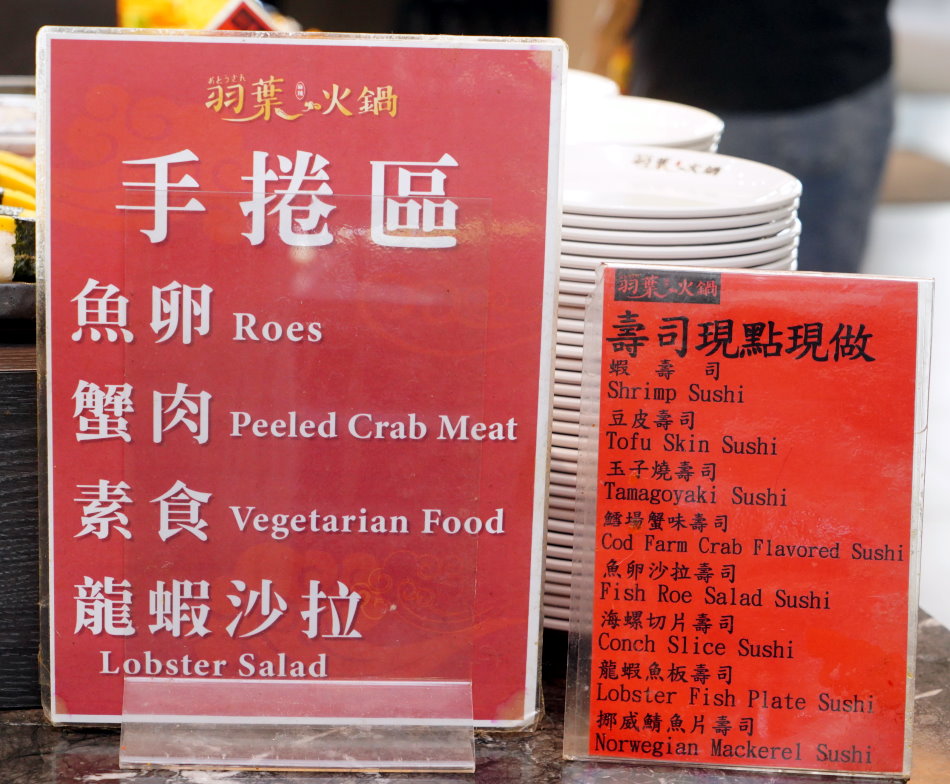 羽葉火鍋
手捲區
魚卵 Roes
蟹肉 Peeled Crab Meat
素食 Vegetarian Food
龍蝦沙拉
Lobster Salad
羽葉火鍋
羽葉火鍋
壽司現點現做
蝦壽司
Shrimp Sushi
豆皮壽司
Tofu Skin Sushi
玉子燒壽司
Tamagoyaki Sushi
鱈場蟹味壽司
Cod Farm Crab Flavored Sushi
魚卵沙拉壽司
Fish Roe Salad Sushi
海螺切片壽司
Conch Slice Sushi
龍蝦魚板壽司
Lobster Fish Plate Sushi
挪威鯖魚片壽司
Norwegian Mackerel Sushi